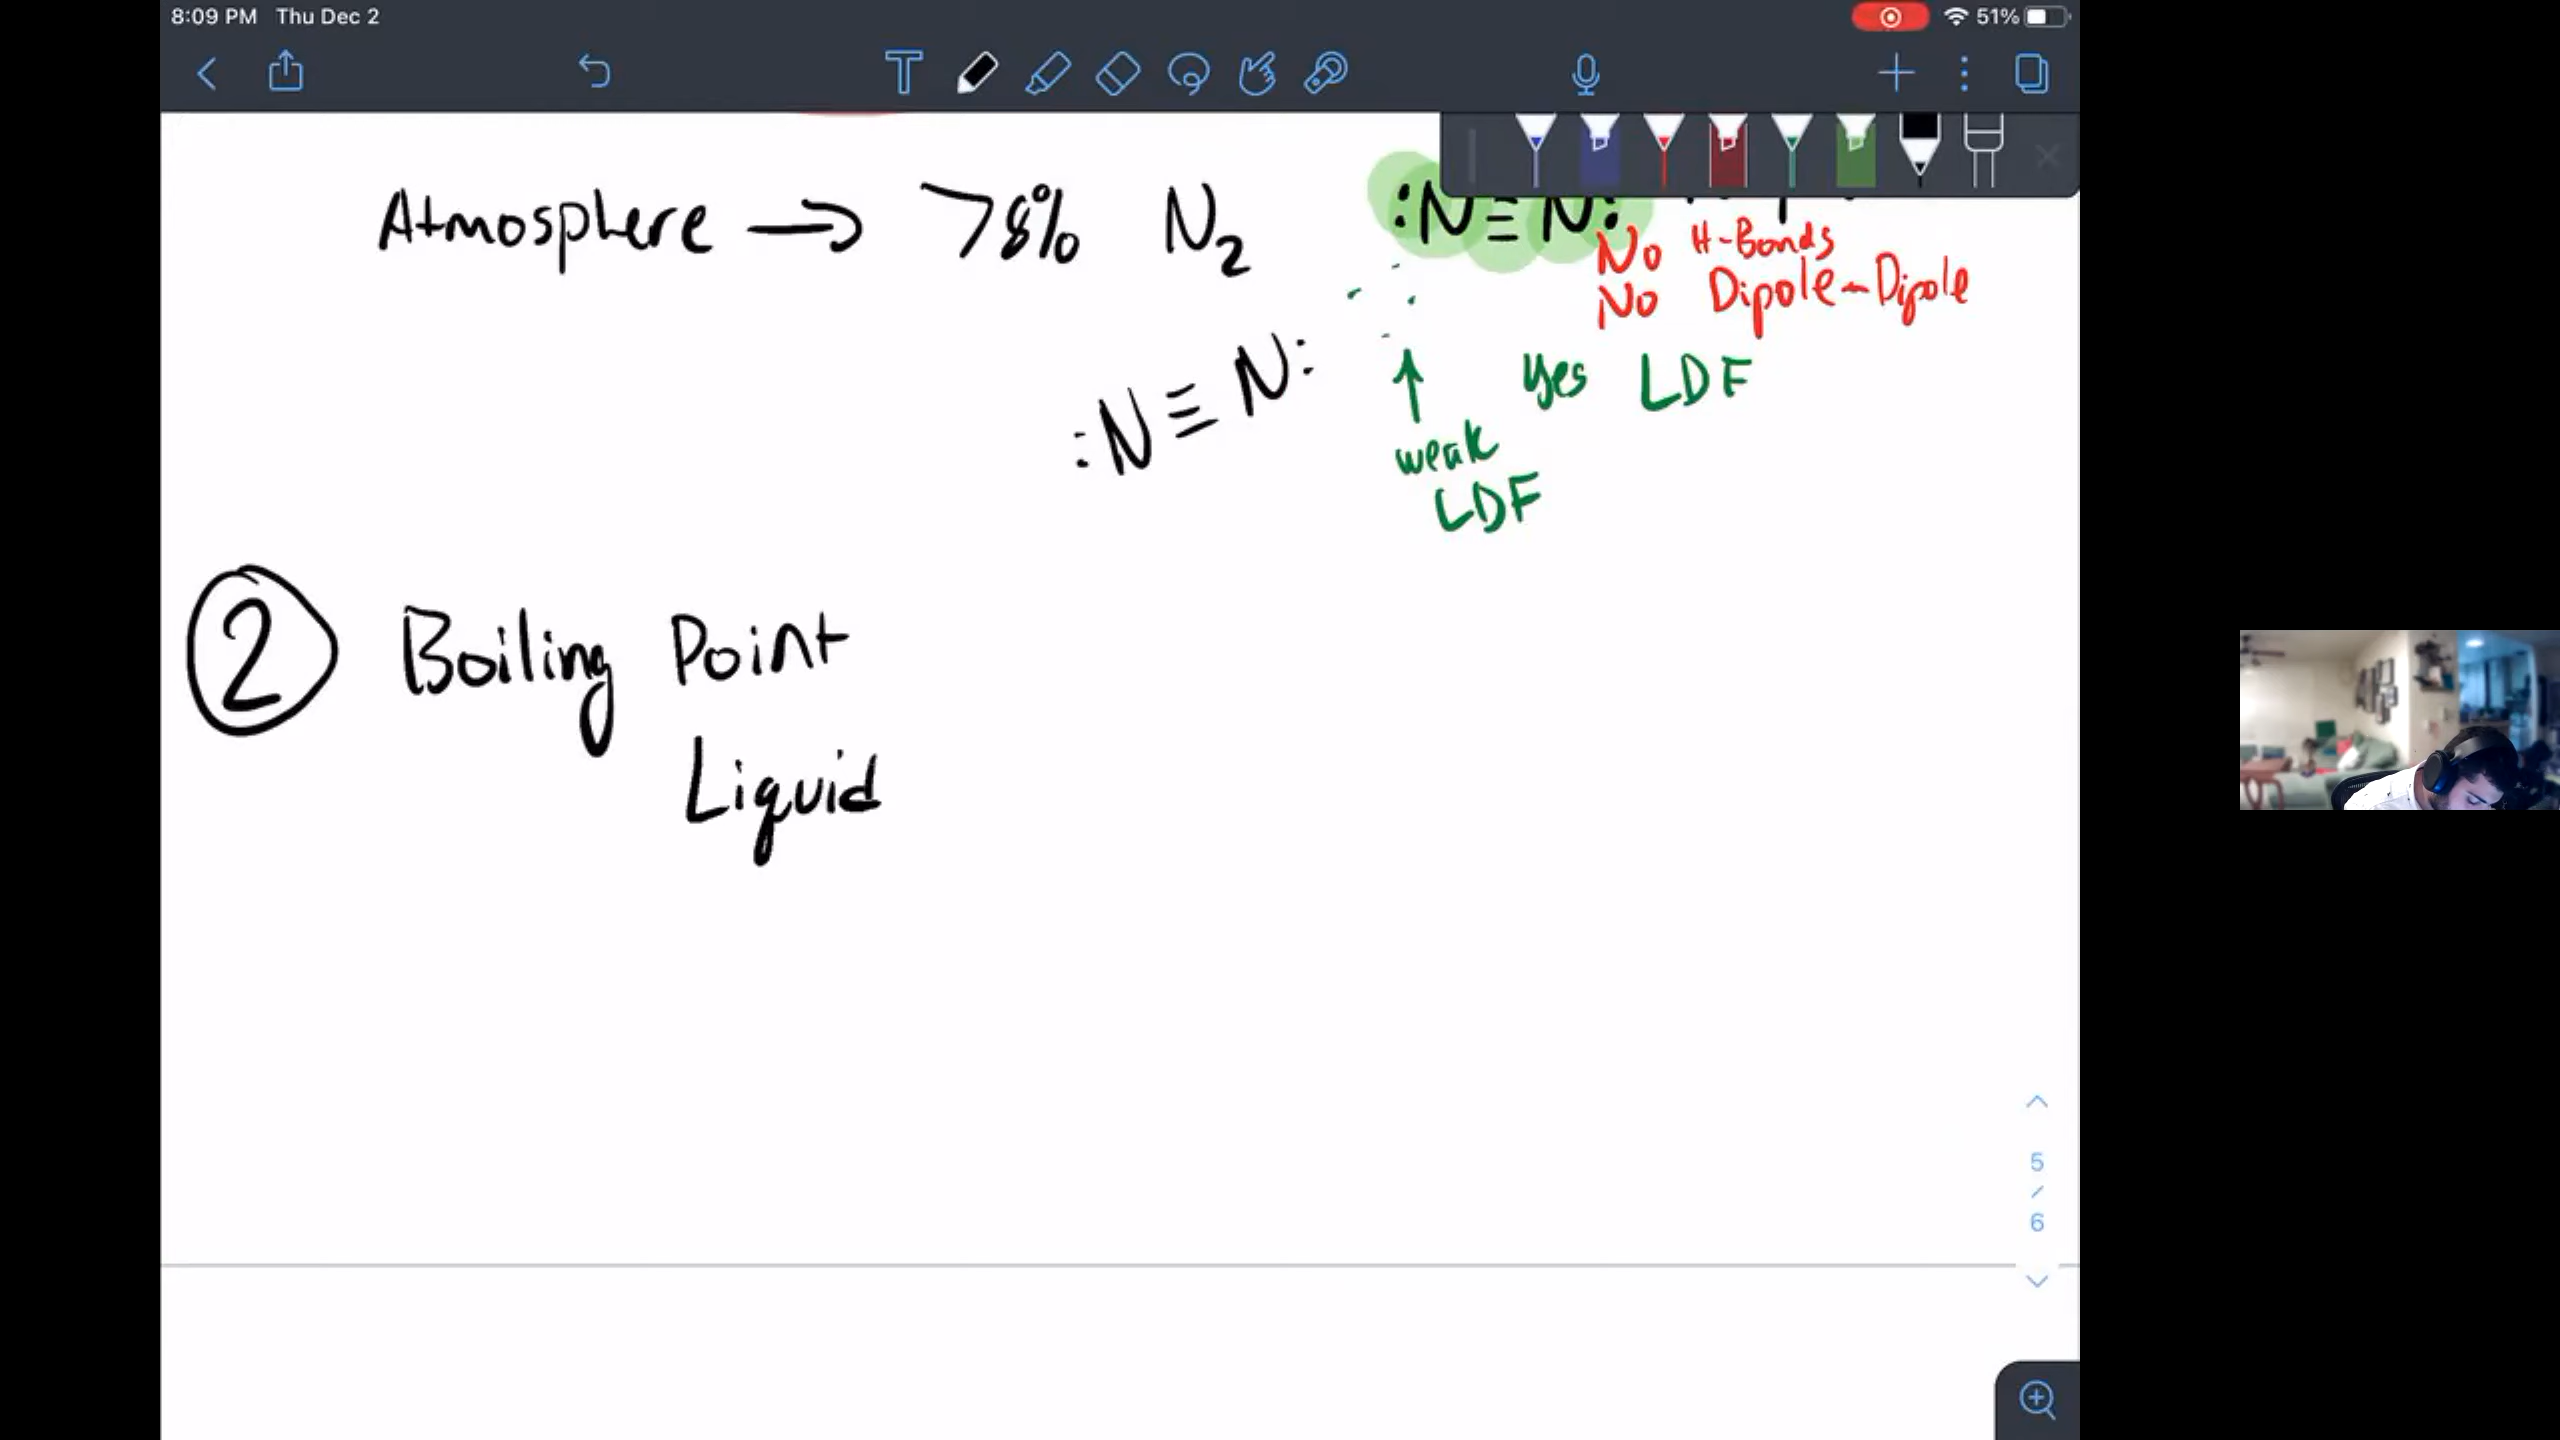 8:09 PM Thu Dec 2
51%
Atmosphere → 78% N2 :N≡N:
No H-Bonds
No Dipole-Dipole
:N≡N:
Yes LDF
↑
weak
LDF
2 Boiling Point
Liquid
5
/
6